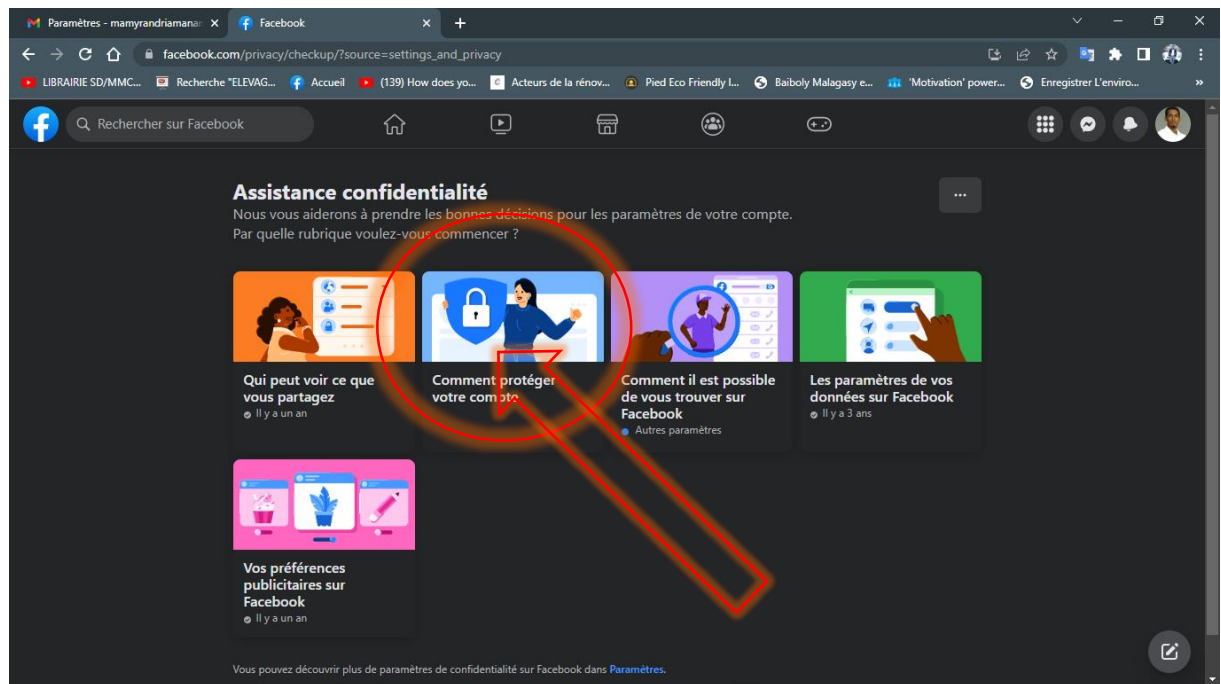 Paramètres - mamyrandriamanan
Facebook
facebook.com/privacy/checkup/?source=settings_and_privacy
LIBRAIRIE SD/MMC...
Recherche "ELEVAG...
Accueil
(139) How does yo...
Acteurs de la rénov...
Pied Eco Friendly l...
Baiboly Malagasy e...
'Motivation' power...
Enregistrer L'enviro...
»
Rechercher sur Facebook
Assistance confidentialité
Nous vous aiderons à prendre les bonnes décisions pour les paramètres de votre compte.
Par quelle rubrique voulez-vous commencer ?
Qui peut voir ce que
vous partagez
Il y a un an
Comment protéger
votre compte
Comment il est possible
de vous trouver sur
Facebook
Autres paramètres
Les paramètres de vos
données sur Facebook
Il y a 3 ans
Vos préférences
publicitaires sur
Facebook
Il y a un an
Vous pouvez découvrir plus de paramètres de confidentialité sur Facebook dans Paramètres.